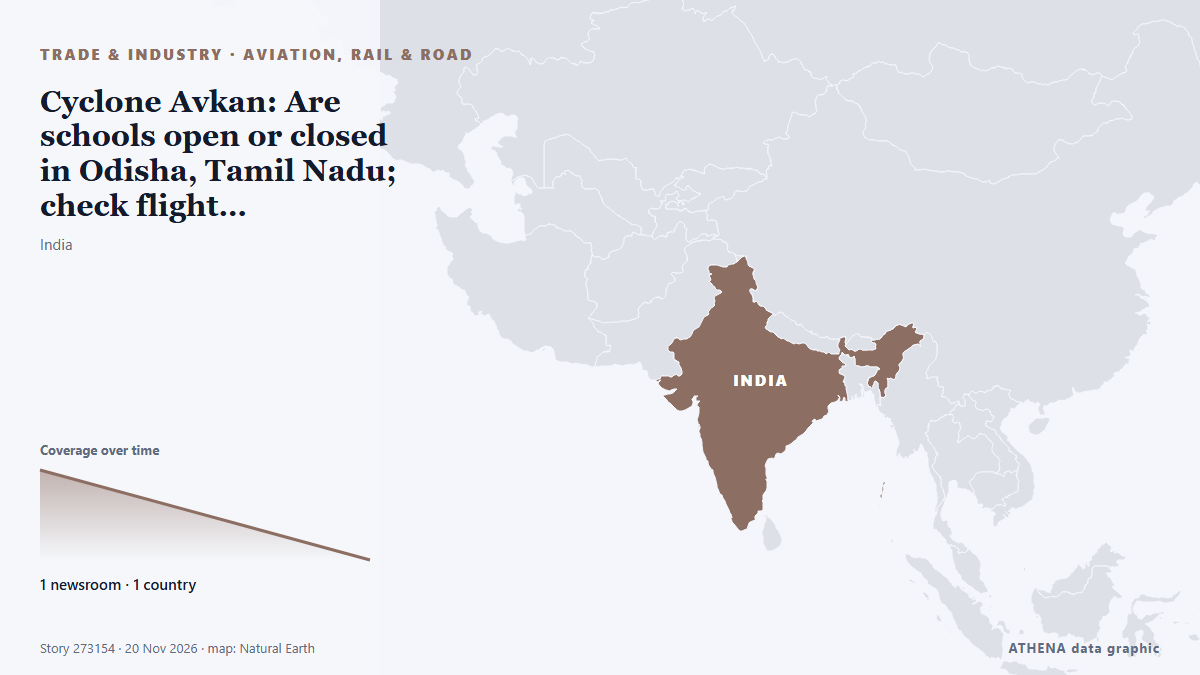 TRADE & INDUSTRY · AVIATION, RAIL & ROAD
Cyclone Avkan: Are
schools open or closed
in Odisha, Tamil Nadu;
check flight...
India
INDIA
Coverage over time
1 newsroom · 1 country
Story 273154 · 20 Nov 2026 · map: Natural Earth
ATHENA data graphic